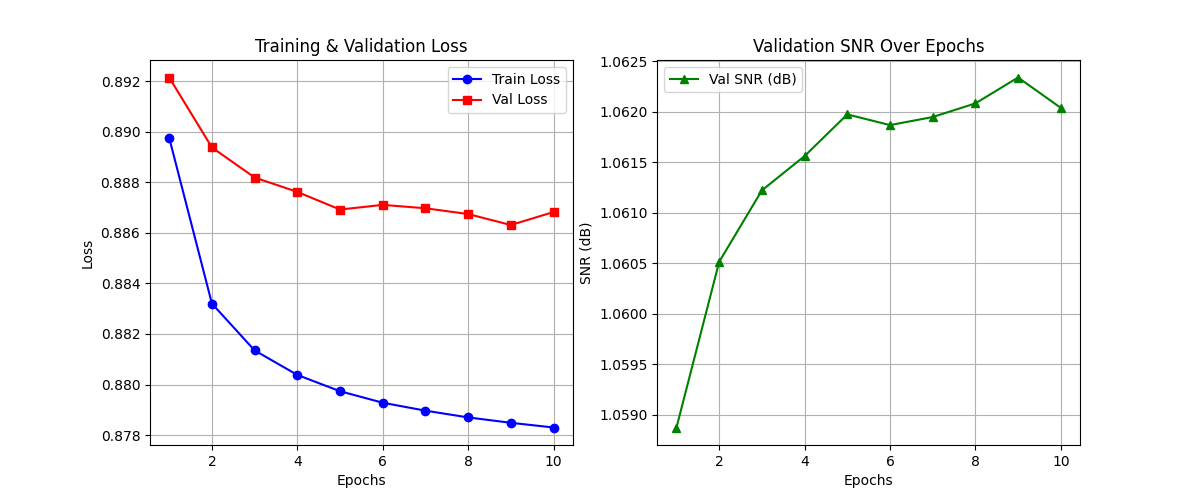 Training & Validation Loss
Train Loss
Val Loss
0.892
0.890
0.888
0.886
0.884
0.882
0.880
0.878
Loss
2 4 6 8 10
Epochs
Validation SNR Over Epochs
Val SNR (dB)
1.0625
1.0620
1.0615
1.0610
1.0605
1.0600
1.0595
1.0590
SNR (dB)
2 4 6 8 10
Epochs